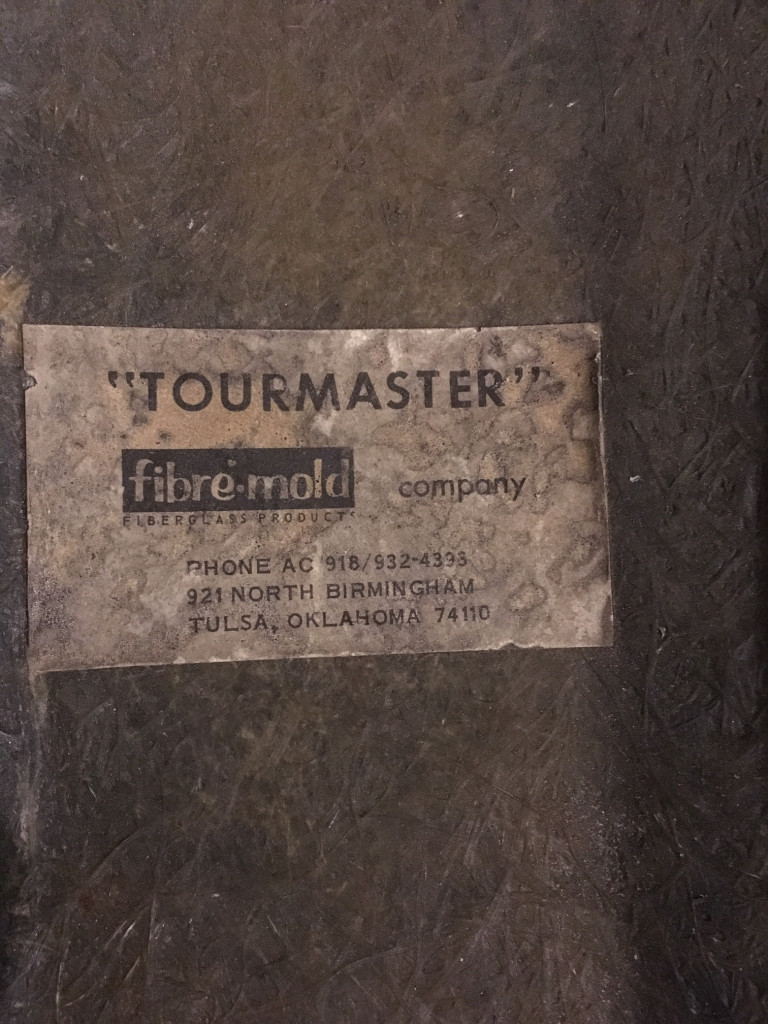 "TOURMASTER"
fibre·mold company
FIBERGLASS PRODUCTS
PHONE AC 918/932-4393
921 NORTH BIRMINGHAM
TULSA, OKLAHOMA 74110